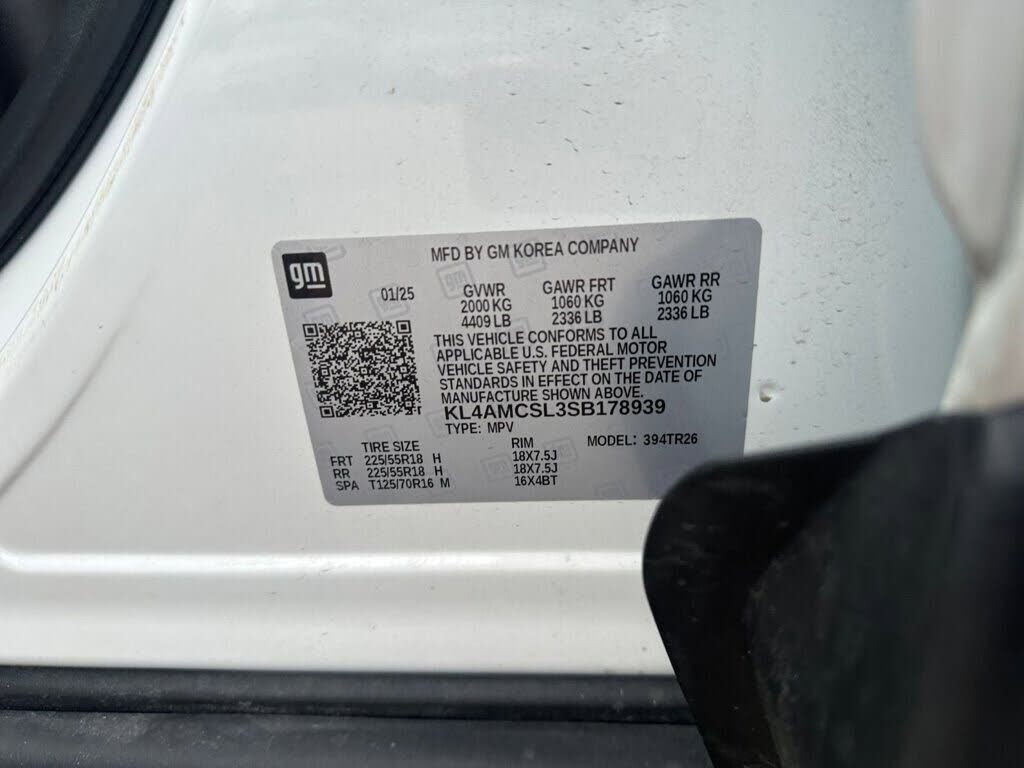 gm
MFD BY GM KOREA COMPANY
01/25
GVWR GAWR FRT GAWR RR
2000 KG 1060 KG 1060 KG
4409 LB 2336 LB 2336 LB
THIS VEHICLE CONFORMS TO ALL
APPLICABLE U.S. FEDERAL MOTOR
VEHICLE SAFETY AND THEFT PREVENTION
STANDARDS IN EFFECT ON THE DATE OF
MANUFACTURE SHOWN ABOVE.
KL4AMCSL3SB178939
TYPE: MPV
TIRE SIZE RIM MODEL: 394TR26
FRT 225/55R18 H 18X7.5J
RR 225/55R18 H 18X7.5J
SPA T125/70R16 M 16X4BT